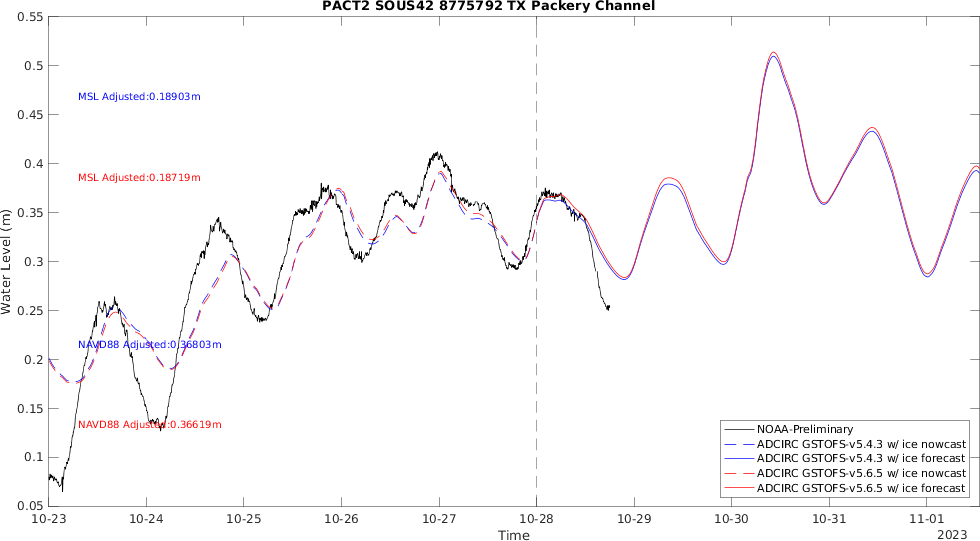 PACT2 SOUS42 8775792 TX Packery Channel
0.55
0.5
0.45
0.4
0.35
0.3
0.25
0.2
0.15
0.1
0.05
Water Level (m)
MSL Adjusted:0.18903m
MSL Adjusted:0.18719m
NAVD88 Adjusted:0.36803m
NAVD88 Adjusted:0.36619m
NOAA-Preliminary
ADCIRC GSTOFS-v5.4.3 w/ ice nowcast
ADCIRC GSTOFS-v5.4.3 w/ ice forecast
ADCIRC GSTOFS-v5.6.5 w/ ice nowcast
ADCIRC GSTOFS-v5.6.5 w/ ice forecast
10-23 10-24 10-25 10-26 10-27 10-28 10-29 10-30 10-31 11-01
Time
2023